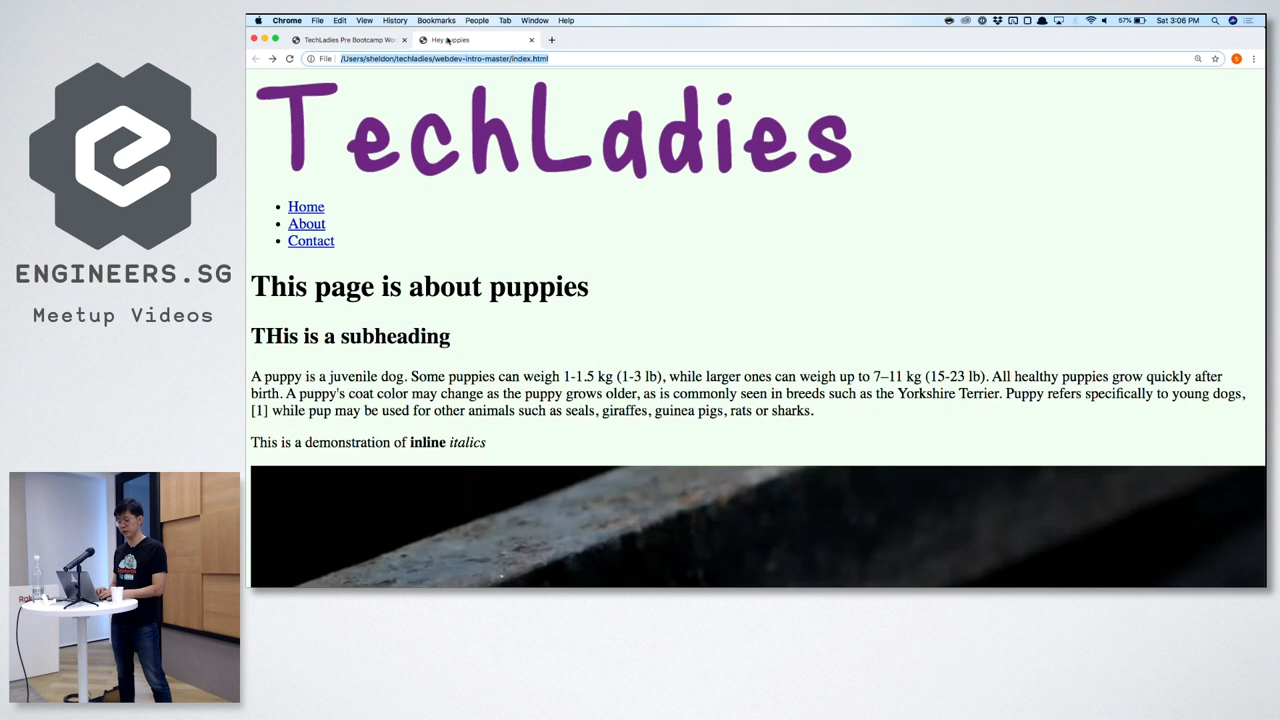 Chrome File Edit View History Bookmarks People Tab Window Help
57% Sat 3:06 PM
TechLadies Pre Bootcamp Wo
Hey puppies
File /Users/sheldon/techladies/webdev-intro-master/index.html
S
TechLadies
Home
About
Contact
This page is about puppies
THis is a subheading
A puppy is a juvenile dog. Some puppies can weigh 1-1.5 kg (1-3 lb), while larger ones can weigh up to 7–11 kg (15-23 lb). All healthy puppies grow quickly after
birth. A puppy's coat color may change as the puppy grows older, as is commonly seen in breeds such as the Yorkshire Terrier. Puppy refers specifically to young dogs,
[1] while pup may be used for other animals such as seals, giraffes, guinea pigs, rats or sharks.
This is a demonstration of inline italics
ENGINEERS.SG
Meetup Videos